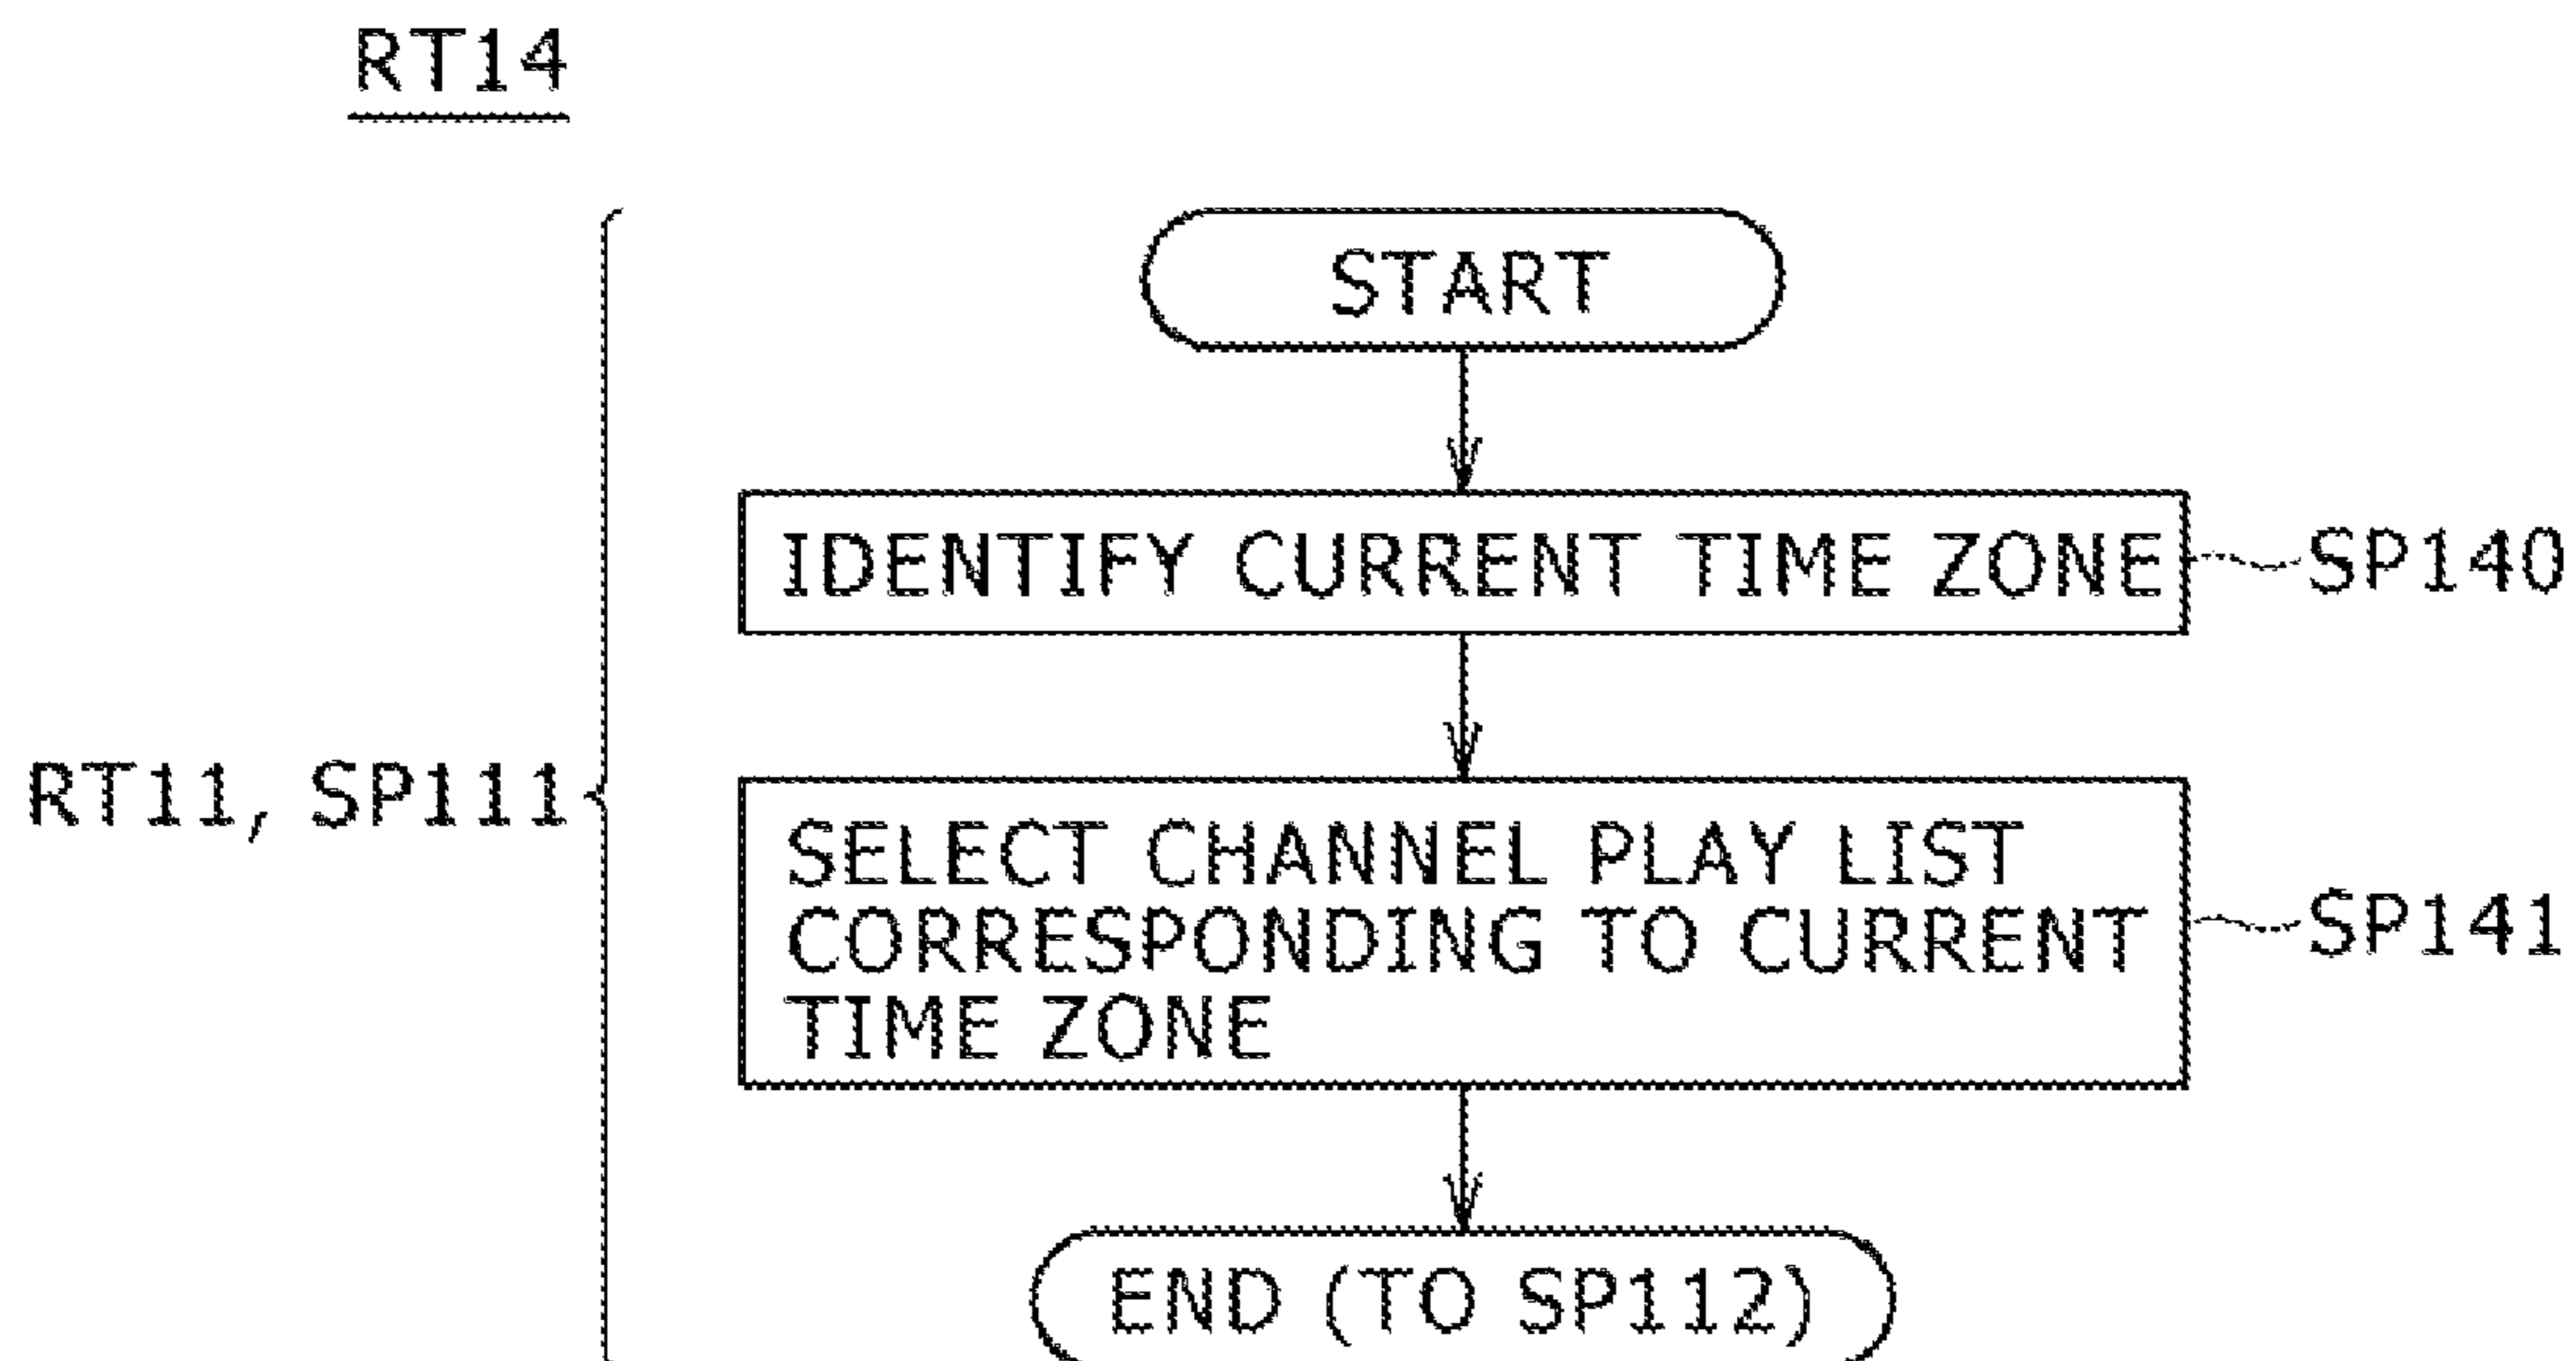 RT14
START
IDENTIFY CURRENT TIME ZONE
SP140
RT11, SP111
SELECT CHANNEL PLAY LIST
CORRESPONDING TO CURRENT
TIME ZONE
SP141
END (TO SP112)